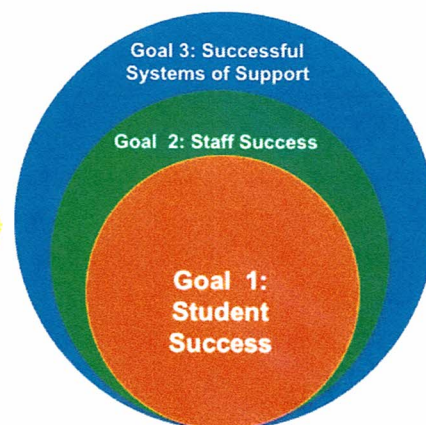 Goal 3: Successful
Systems of Support
Goal 2: Staff Success
Goal 1:
Student
Success